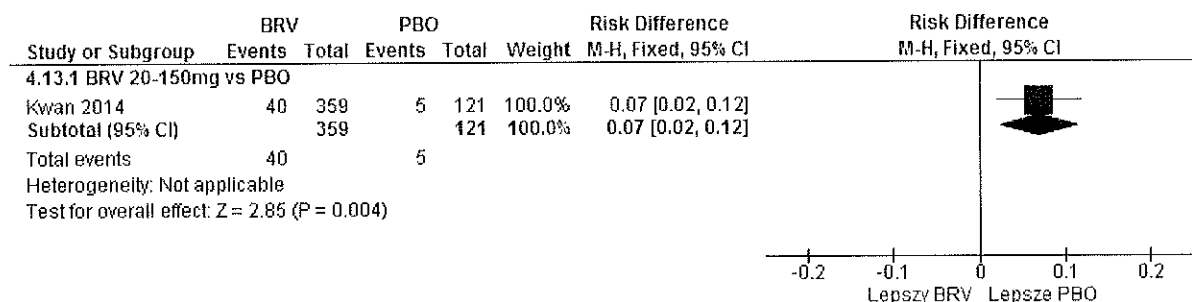 BRV PBO Risk Difference Risk Difference
Study or Subgroup Events Total Events Total Weight M-H, Fixed, 95% CI M-H, Fixed, 95% CI
4.13.1 BRV 20-150mg vs PBO
Kwan 2014 40 359 5 121 100.0% 0.07 [0.02, 0.12]
Subtotal (95% CI) 359 121 100.0% 0.07 [0.02, 0.12]
Total events 40 5
Heterogeneity: Not applicable
Test for overall effect: Z = 2.85 (P = 0.004)
-0.2 -0.1 0 0.1 0.2
Lepszy BRV Lepsze PBO